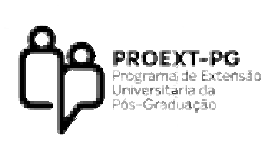 PROEXT-PG
Programa de Extensão
Universitária da
Pós-Graduação